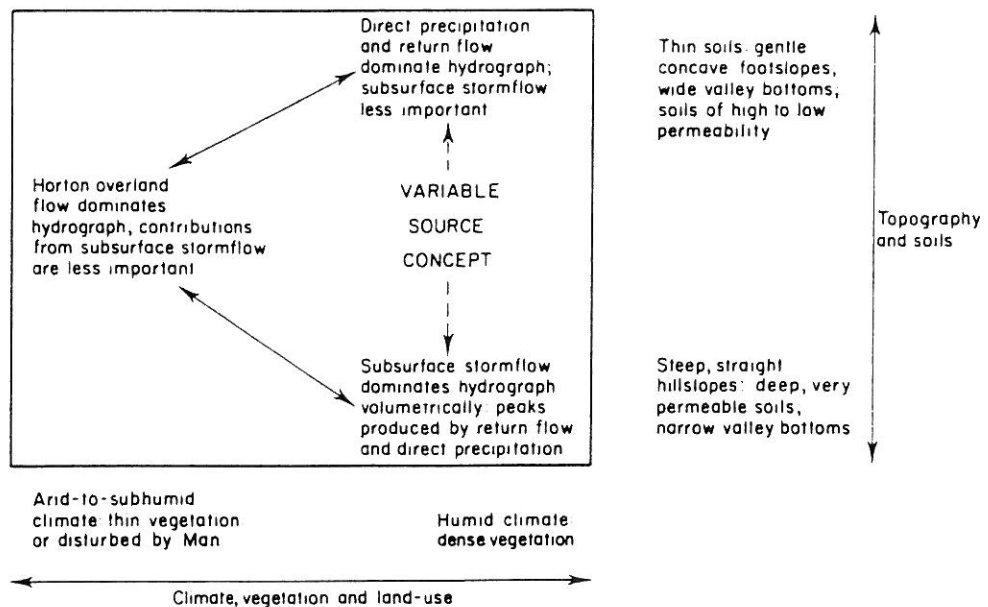 Direct precipitation
and return flow
dominate hydrograph;
subsurface stormflow
less important
Thin soils: gentle
concave footslopes,
wide valley bottoms;
soils of high to low
permeability
Horton overland
flow dominates
hydrograph, contributions
from subsurface stormflow
are less important
VARIABLE
SOURCE
CONCEPT
Topography
and soils
Subsurface stormflow
dominates hydrograph
volumetrically: peaks
produced by return flow
and direct precipitation
Steep, straight
hillslopes: deep, very
permeable soils,
narrow valley bottoms
Arid-to-subhumid
climate: thin vegetation
or disturbed by Man
Humid climate:
dense vegetation
Climate, vegetation and land-use